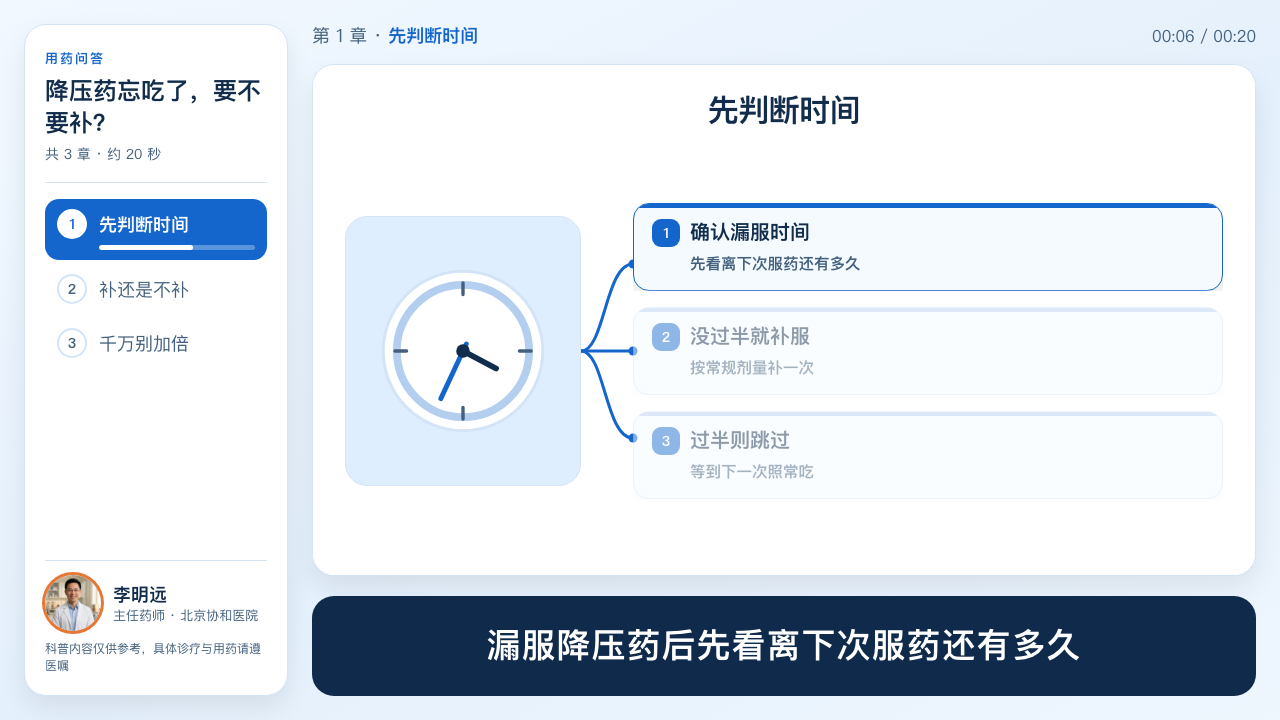 用药问答
降压药忘吃了，要不
要补?
共 3 章 · 约 20 秒
1 先判断时间
2 补还是不补
3 千万别加倍
李明远
主任药师 · 北京协和医院
科普内容仅供参考，具体诊疗与用药请遵
医嘱
第 1 章 · 先判断时间
00:06 / 00:20
先判断时间
1 确认漏服时间
先看离下次服药还有多久
2 没过半就补服
按常规剂量补一次
3 过半则跳过
等到下一次照常吃
漏服降压药后先看离下次服药还有多久